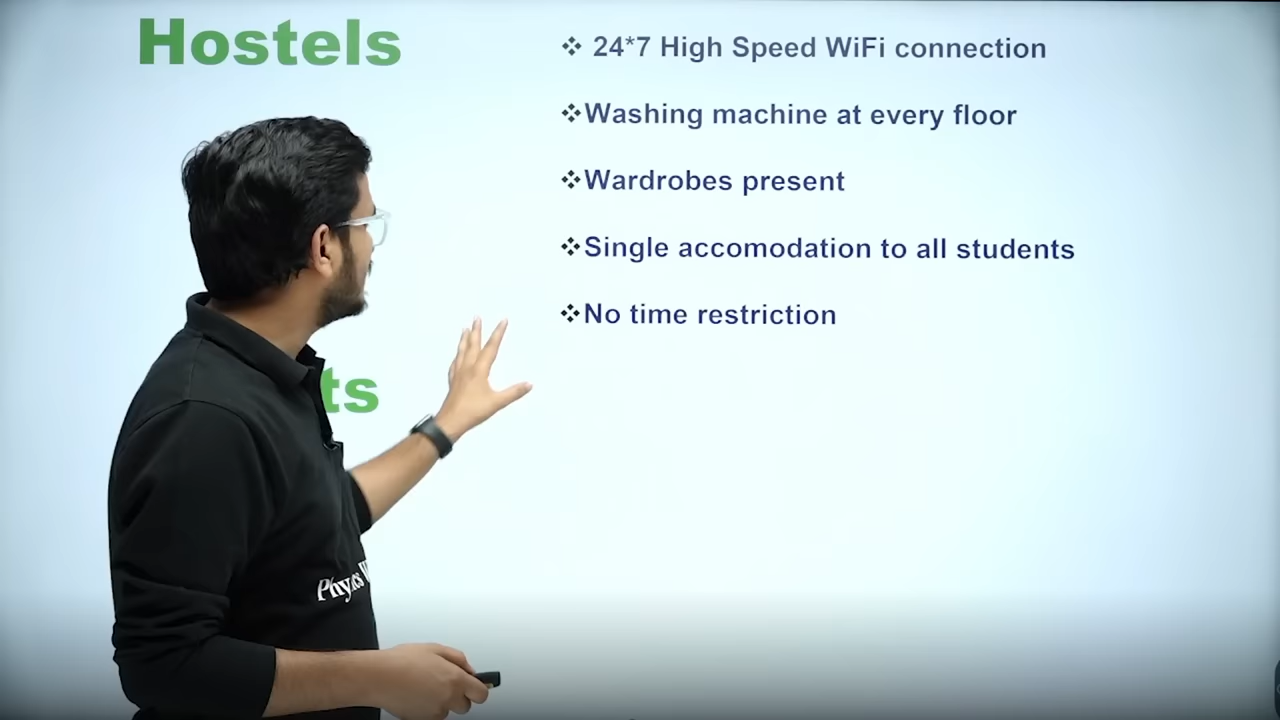 Hostels
❖ 24*7 High Speed WiFi connection
❖Washing machine at every floor
❖Wardrobes present
❖Single accomodation to all students
❖No time restriction
ts